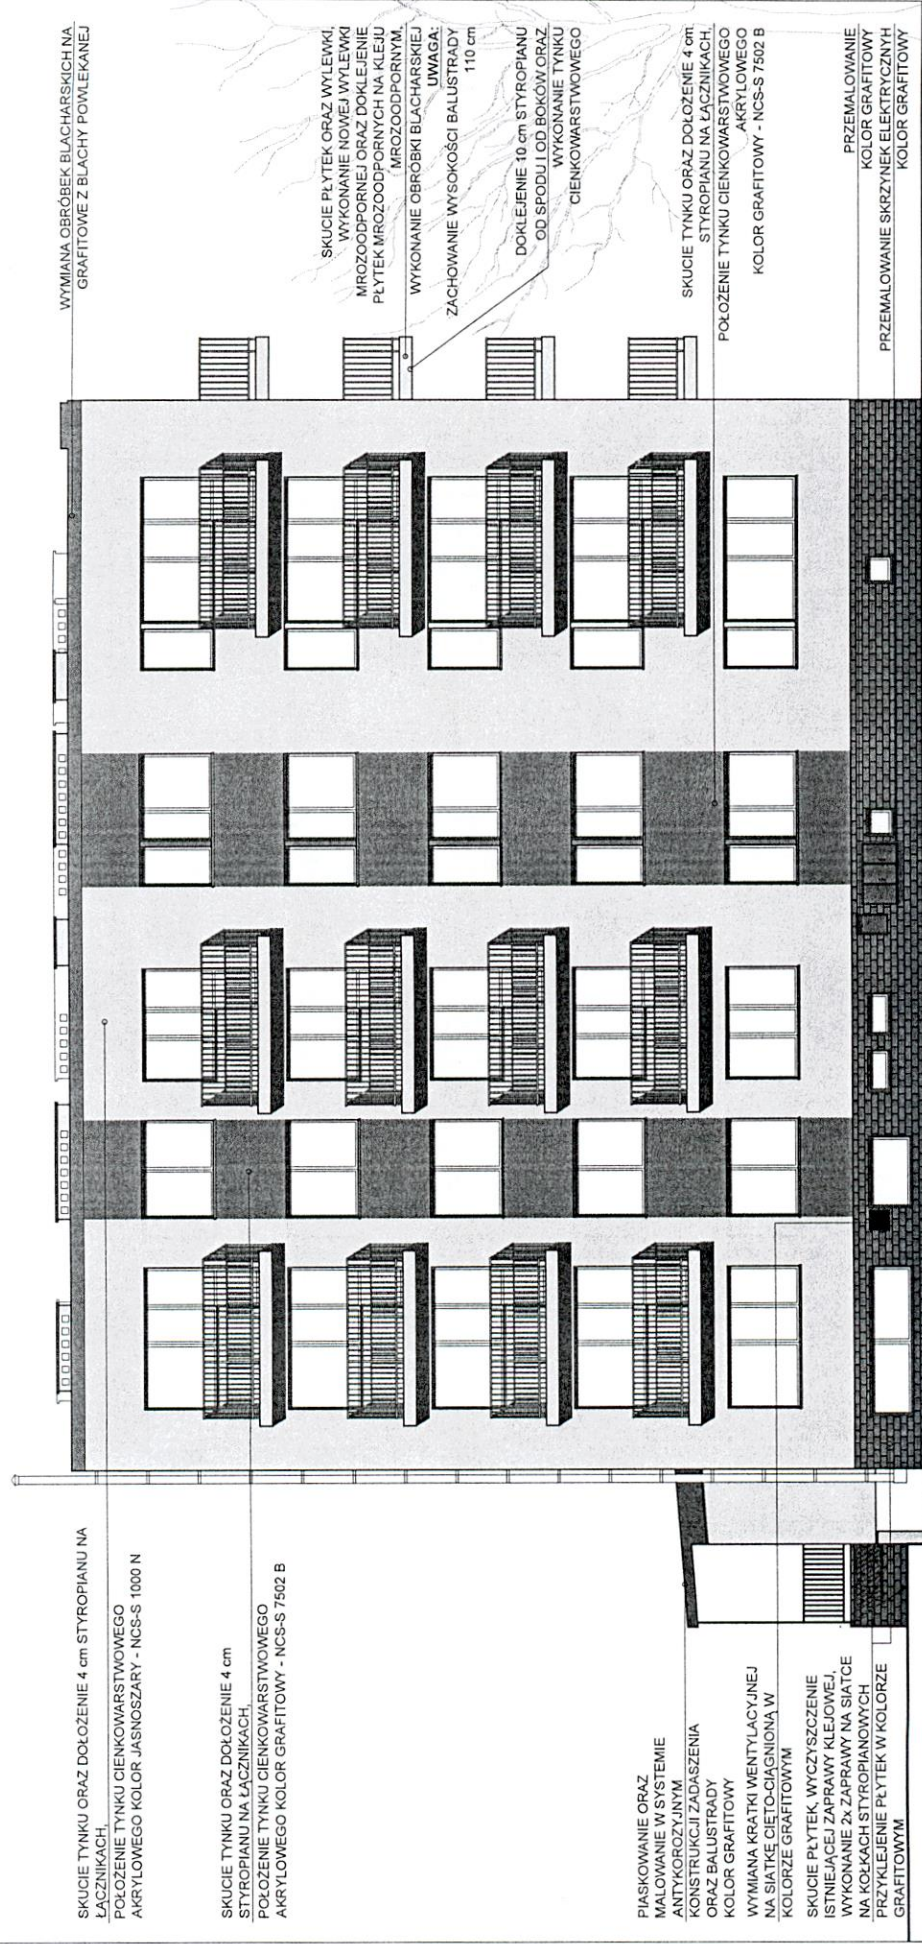 SKUCIE TYNKU ORAZ DOŁOŻENIE 4 cm STYROPIANU NA
ŁĄCZNIKACH,
POŁOŻENIE TYNKU CIENKOWARSTWOWEGO
AKRYLOWEGO KOLOR JASNOSZARY - NCS-S 1000 N
SKUCIE TYNKU ORAZ DOŁOŻENIE 4 cm
STYROPIANU NA ŁĄCZNIKACH,
POŁOŻENIE TYNKU CIENKOWARSTWOWEGO
AKRYLOWEGO KOLOR GRAFITOWY - NCS-S 7502 B
PIASKOWANIE ORAZ
MALOWANIE W SYSTEMIE
ANTYKOROZYJNYM
KONSTRUKCJI ZADASZENIA
ORAZ BALUSTRADY
KOLOR GRAFITOWY
WYMIANA KRATKI WENTYLACYJNEJ
NA SIATKĘ CIĘTO-CIĄGNIONĄ W
KOLORZE GRAFITOWYM
SKUCIE PŁYTEK, WYCZYSZCZENIE
ISTNIEJĄCEJ ZAPRAWY KLEJOWEJ,
WYKONANIE 2x ZAPRAWY NA SIATCE
NA KOŁKACH STYROPIANOWYCH
PRZYKLEJENIE PŁYTEK W KOLORZE
GRAFITOWYM
WYMIANA OBRÓBEK BLACHARSKICH NA
GRAFITOWE Z BLACHY POWLEKANEJ
SKUCIE PŁYTEK ORAZ WYLEWKI,
WYKONANIE NOWEJ WYLEWKI
MROZOODPORNEJ ORAZ DOKLEJENIE
PŁYTEK MROZOODPORNYCH NA KLEJU
MROZOODPORNYM,
WYKONANIE OBRÓBKI BLACHARSKIEJ
UWAGA:
ZACHOWANIE WYSOKOŚCI BALUSTRADY
110 cm
DOKLEJENIE 10 cm STYROPIANU
OD SPODU I OD BOKÓW ORAZ
WYKONANIE TYNKU
CIENKOWARSTWOWEGO
SKUCIE TYNKU ORAZ DOŁOŻENIE 4 cm
STYROPIANU NA ŁĄCZNIKACH,
POŁOŻENIE TYNKU CIENKOWARSTWOWEGO
AKRYLOWEGO
KOLOR GRAFITOWY - NCS-S 7502 B
PRZEMALOWANIE
KOLOR GRAFITOWY
PRZEMALOWANIE SKRZYNEK ELEKTRYCZNYH
KOLOR GRAFITOWY